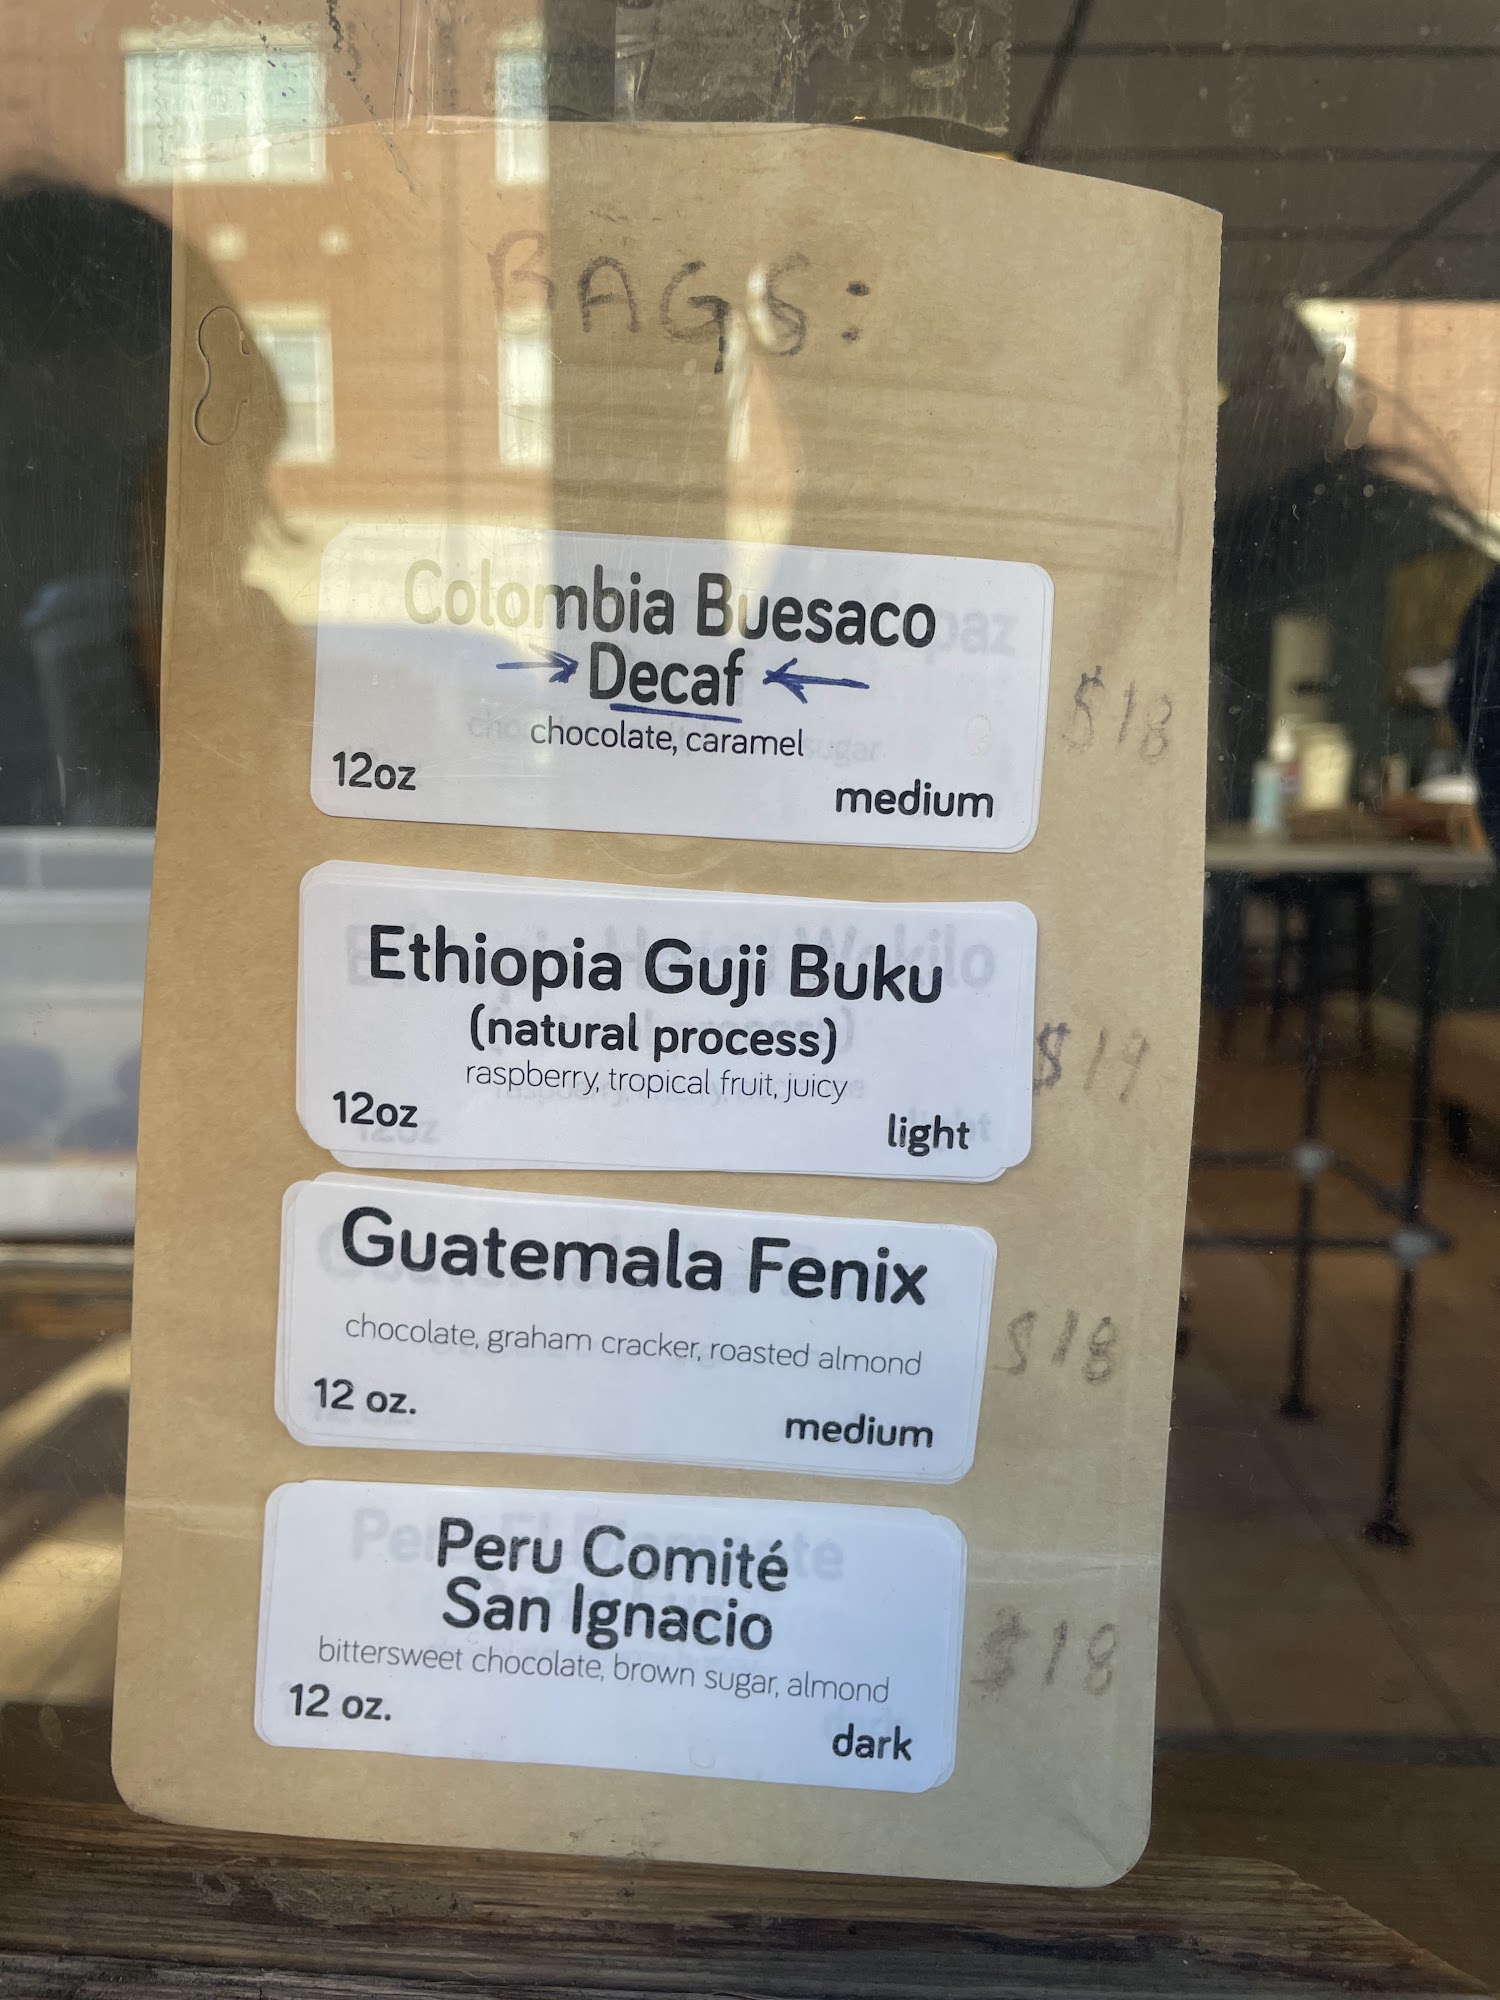 BAGS:
Colombia Buesaco
Decaf
chocolate, caramel
12oz
medium
$18
Ethiopia Guji Buku
(natural process)
raspberry, tropical fruit, juicy
12oz
light
$19
Guatemala Fenix
chocolate, graham cracker, roasted almond
12 oz.
medium
$18
Peru Comité
San Ignacio
bittersweet chocolate, brown sugar, almond
12 oz.
dark
$18